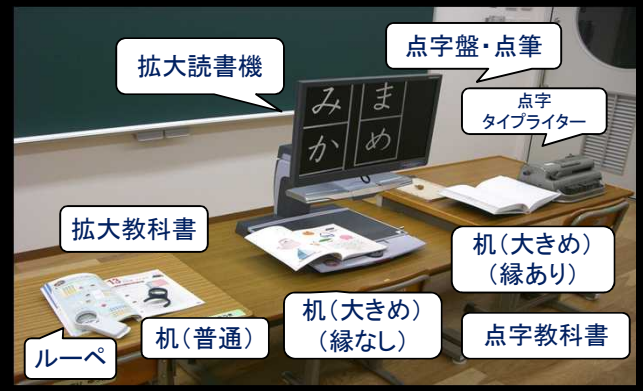 拡大読書機
点字盤・点筆
点字
タイプライター
みま
かめ
拡大教科書
13
机(大きめ)
(縁あり)
ルーペ
机(普通)
机(大きめ)
(縁なし)
点字教科書